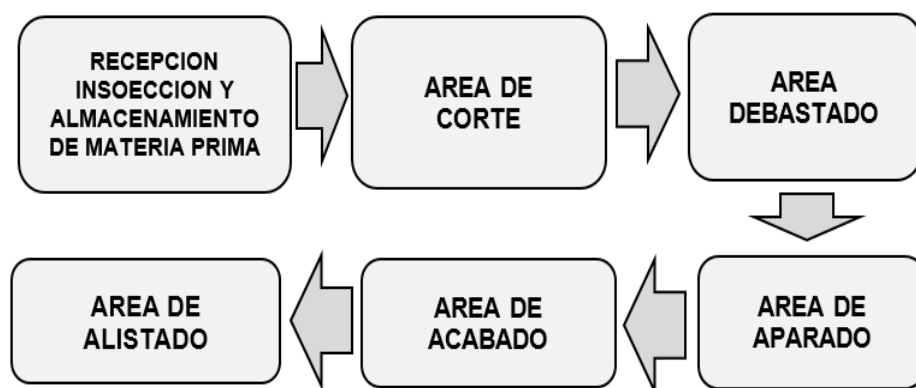 RECEPCION
INSOECCION Y
ALMACENAMIENTO
DE MATERIA PRIMA
AREA DE
CORTE
AREA
DEBASTADO
AREA DE
APARADO
AREA DE
ACABADO
AREA DE
ALISTADO